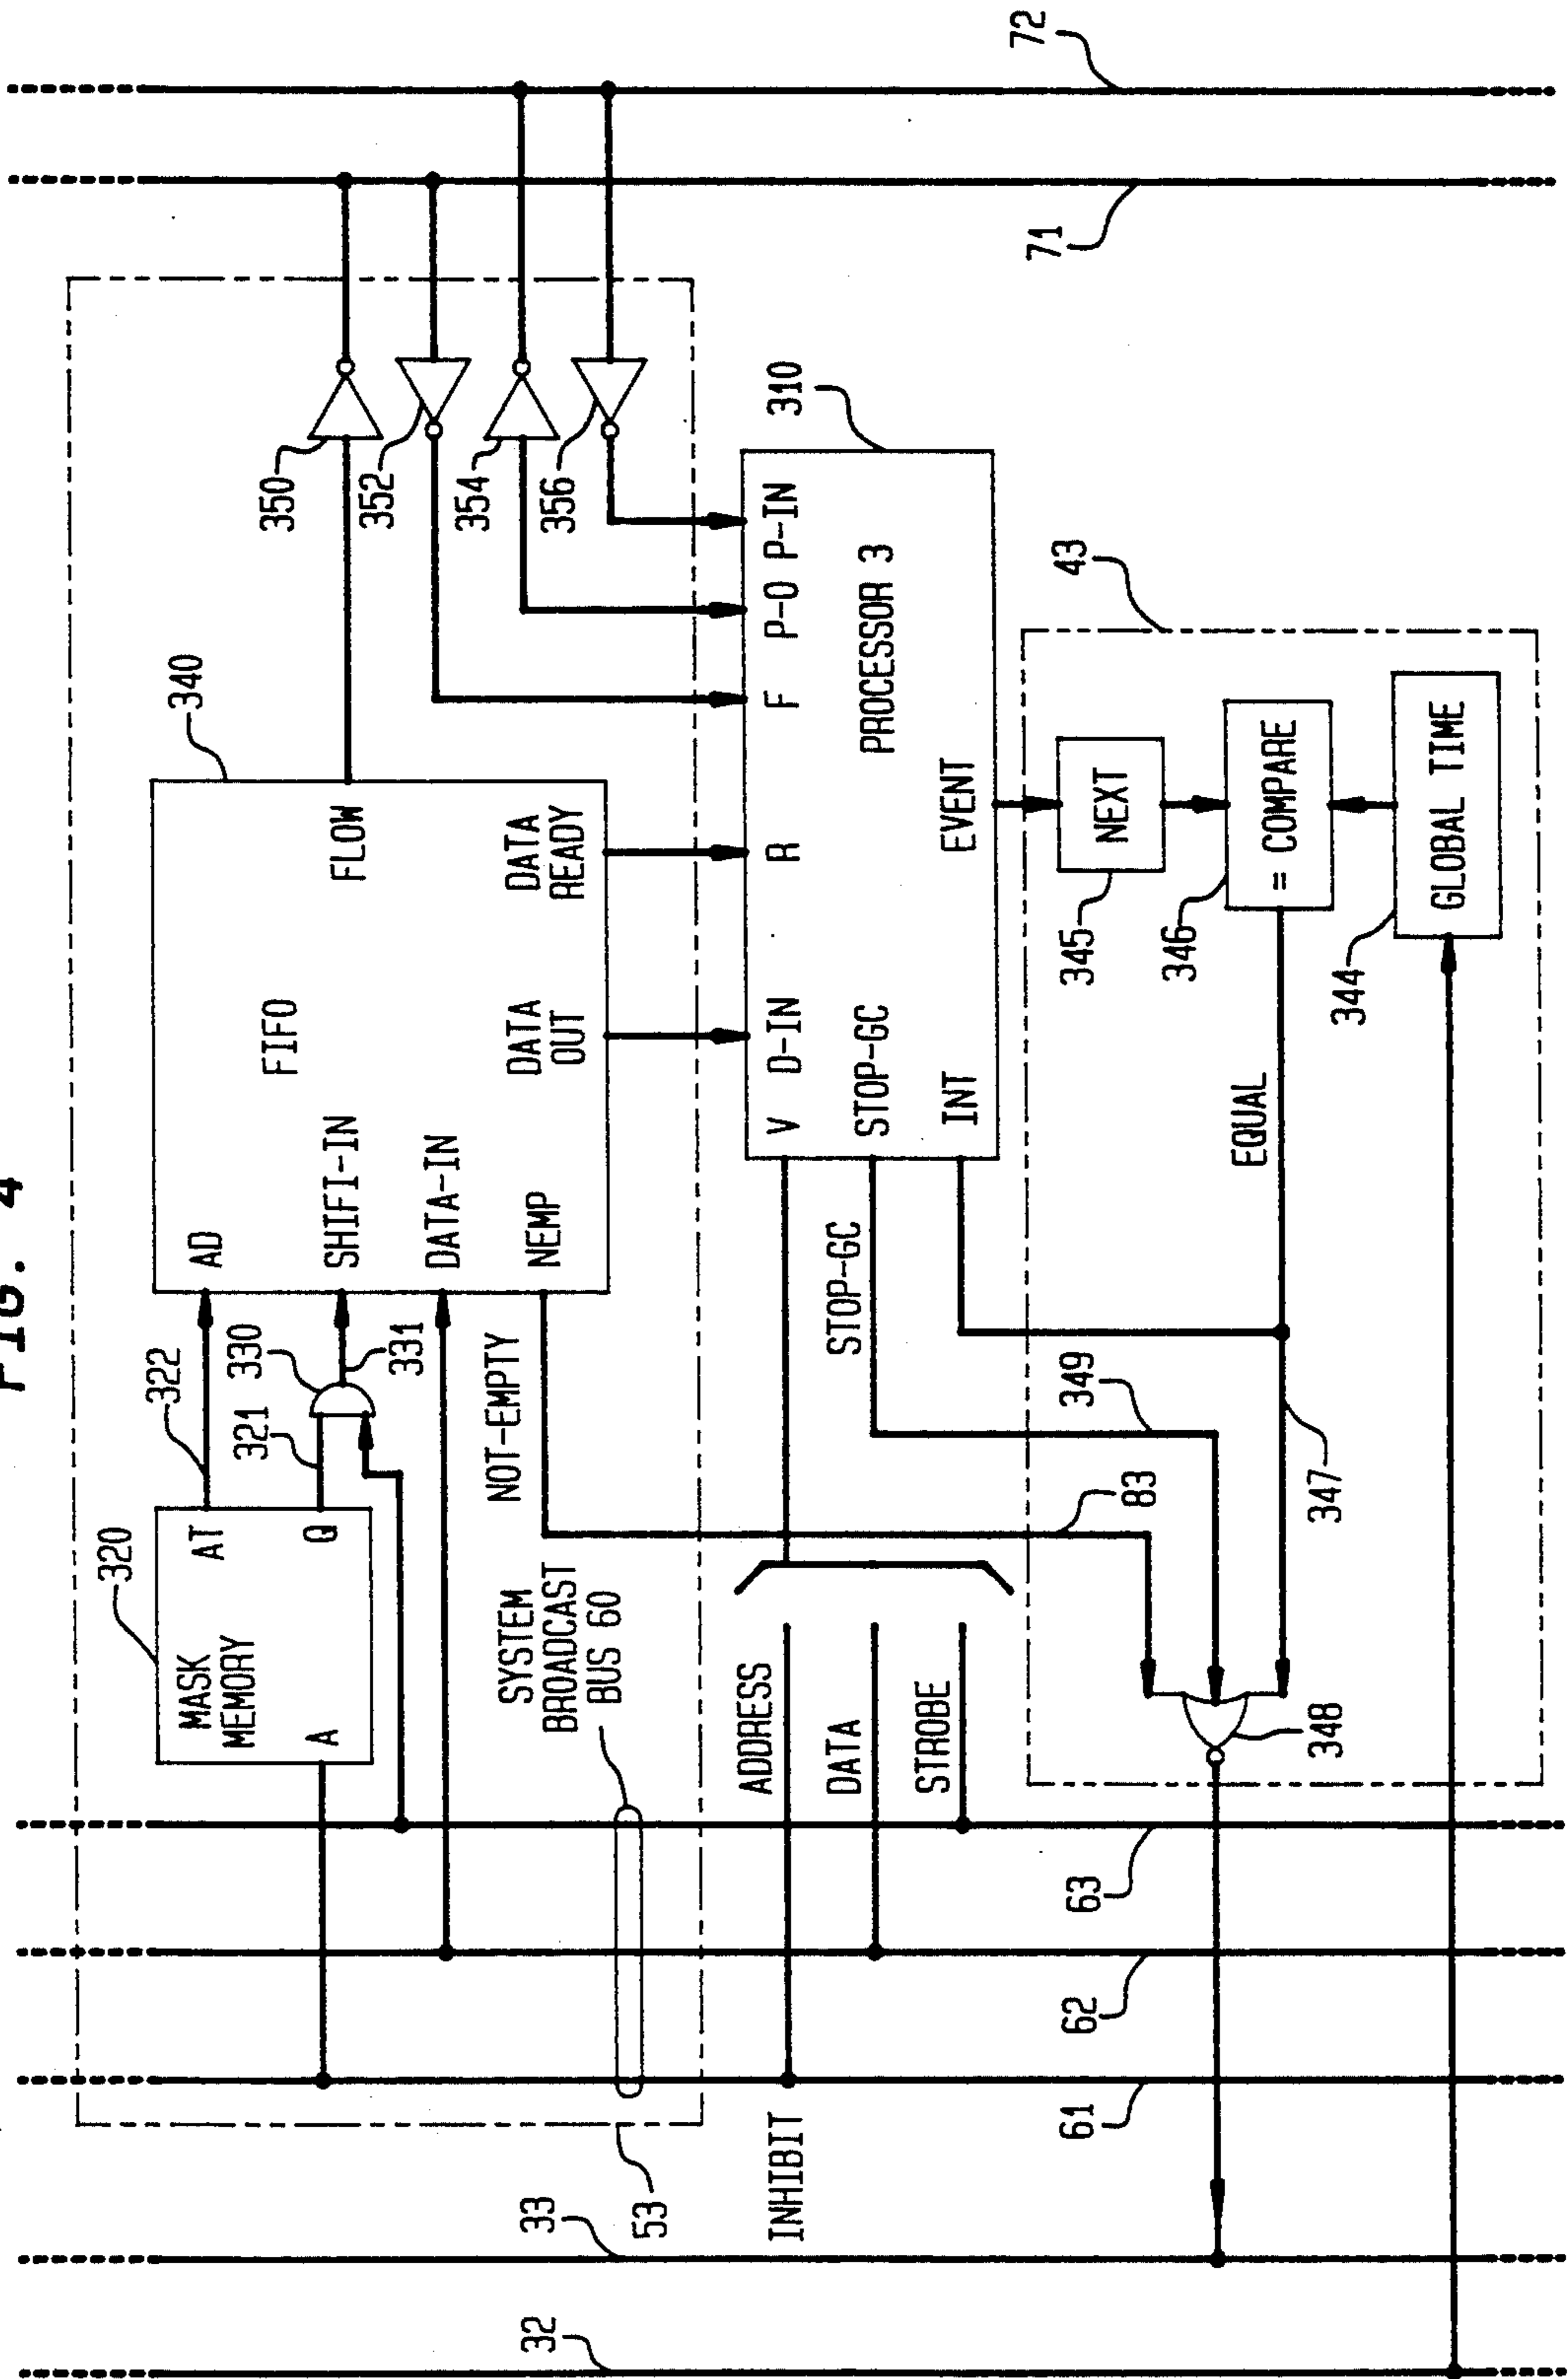 FIG. 4
32
33
INHIBIT
53
61
62
63
SYSTEM
BROADCAST
BUS 60
ADDRESS
DATA
STROBE
320
MASK
MEMORY
A
AT
Q
322
321
330
331
340
FIFO
AD
SHIFI-IN
DATA-IN
NEMP
FLOW
DATA
OUT
DATA
READY
NOT-EMPTY
83
STOP-GC
349
347
348
350
352
354
356
310
PROCESSOR 3
V
D-IN
R
F
P-O
P-IN
STOP-GC
INT
EVENT
43
345
NEXT
346
= COMPARE
344
GLOBAL TIME
EQUAL
71
72